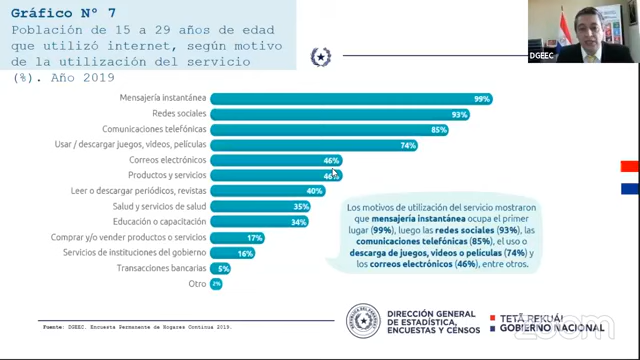 Gráfico Nº 7
Población de 15 a 29 años de edad
que utilizó internet, según motivo
de la utilización del servicio
(%). Año 2019
DGEEC
Mensajería instantánea 99%
Redes sociales 93%
Comunicaciones telefónicas 85%
Usar / descargar juegos, videos, películas 74%
Correos electrónicos 46%
Productos y servicios 46%
Leer o descargar periódicos, revistas 40%
Salud y servicios de salud 35%
Educación o capacitación 34%
Comprar y/o vender productos o servicios 17%
Servicios de instituciones del gobierno 16%
Transacciones bancarias 5%
Otro 2%
Los motivos de utilización del servicio mostraron
que mensajería instantánea ocupa el primer
lugar (99%), luego las redes sociales (93%), las
comunicaciones telefónicas (85%), el uso o
descarga de juegos, videos o películas (74%) y
los correos electrónicos (46%), entre otros.
Fuente: DGEEC. Encuesta Permanente de Hogares Continua 2019.
DIRECCIÓN GENERAL
DE ESTADÍSTICA,
ENCUESTAS Y CENSOS
TETÃ REKUÁI
GOBIERNO NACIONAL
zoom